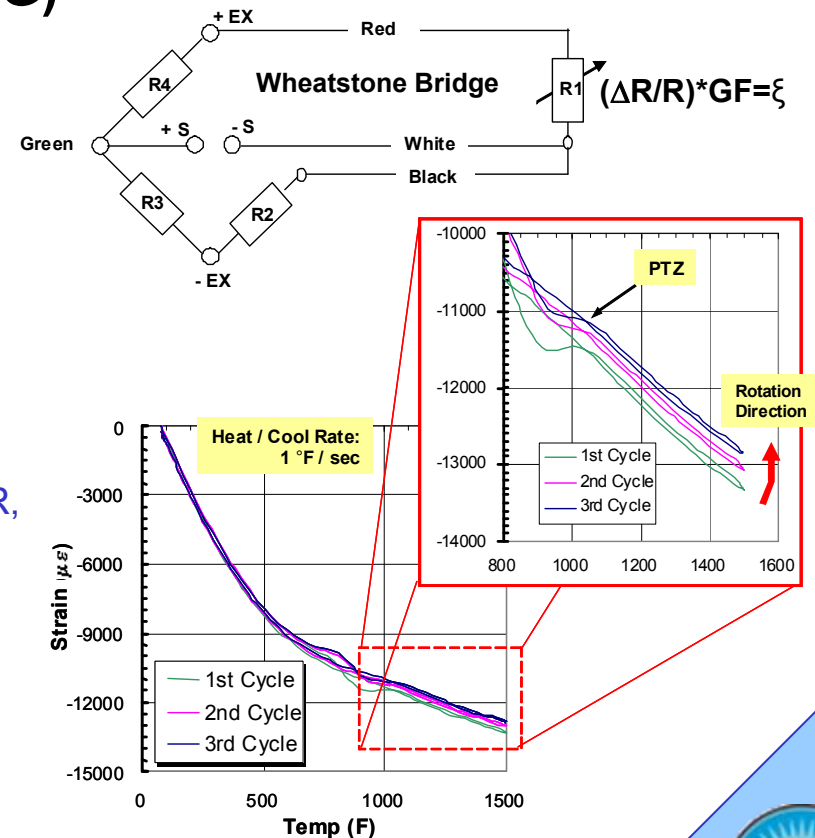 + EX
Red
R4
Wheatstone Bridge
R1
(ΔR/R)*GF=ξ
Green
+ S
- S
White
Black
R3
R2
- EX
R,
-10000
-11000
-12000
-13000
-14000
800
1000
1200
1400
1600
PTZ
Rotation
Direction
1st Cycle
2nd Cycle
3rd Cycle
0
-3000
-6000
-9000
-12000
-15000
Strain (με)
Heat / Cool Rate:
1 °F / sec
1st Cycle
2nd Cycle
3rd Cycle
0
500
1000
1500
Temp (F)